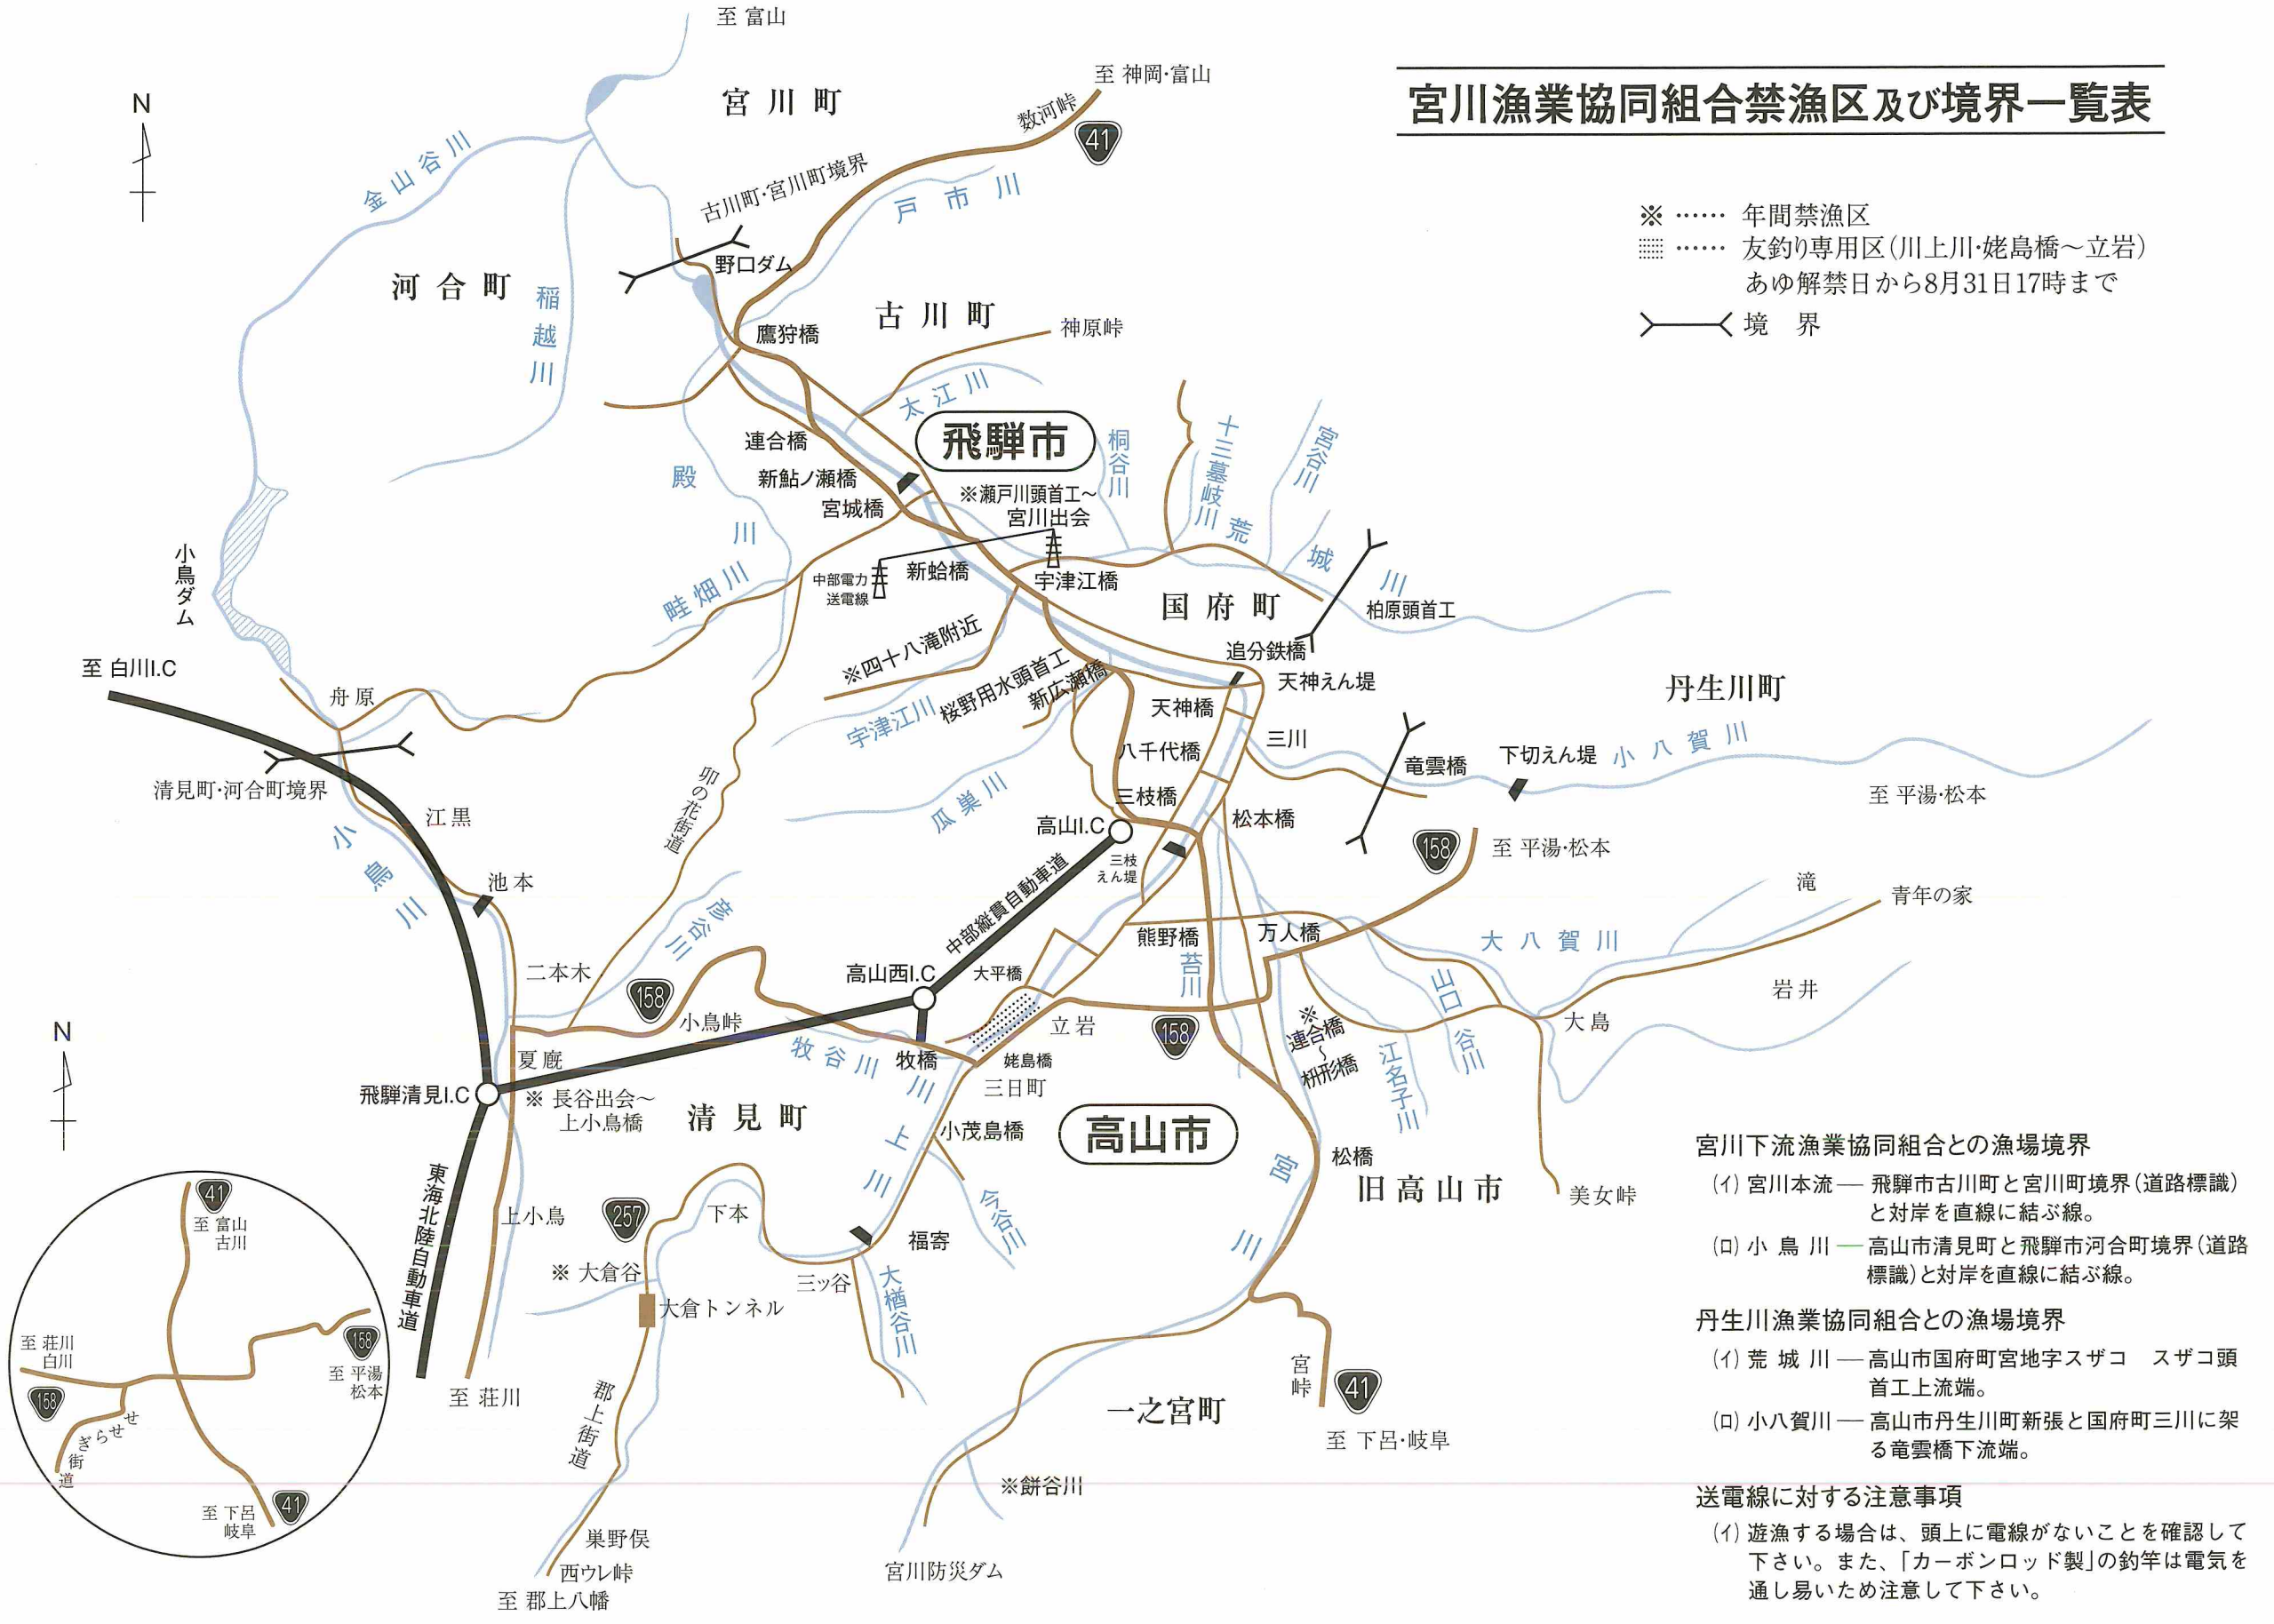 宮川漁業協同組合禁漁区及び境界一覧表
※ …… 年間禁漁区
…… 友釣り専用区(川上川・姥島橋～立岩)
あゆ解禁日から8月31日17時まで
境 界
至 富山
宮川町
至 神岡・富山
数河峠
41
N
金山谷川
古川町・宮川町境界
戸市川
野口ダム
河合町
稲越川
古川町
鷹狩橋
神原峠
太江川
飛騨市
連合橋
桐谷川
十三墓岐川
宮谷川
殿川
新鮎ノ瀬橋
宮城橋
※瀬戸川頭首工～
宮川出会
荒城川
小鳥ダム
畦畑川
中部電力
送電線
新蛤橋
宇津江橋
国府町
柏原頭首工
※四十八滝附近
追分鉄橋
至 白川I.C
舟原
宇津江川
桜野用水頭首工
新広瀬橋
天神えん堤
天神橋
丹生川町
三川
八千代橋
竜雲橋
下切えん堤
小八賀川
清見町・河合町境界
卯の花街道
瓜巣川
三枝橋
至 平湯・松本
江黒
小鳥川
高山I.C
松本橋
158
至 平湯・松本
三枝
えん堤
池本
彦谷川
中部縦貫自動車道
滝
青年の家
熊野橋
万人橋
大八賀川
二本木
高山西I.C
大平橋
苔川
山口谷川
岩井
158
小鳥峠
立岩
158
※連合橋～枡形橋
大島
夏厩
牧谷川
牧橋
姥島橋
三日町
江名子川
飛騨清見I.C
※ 長谷出会～
上小鳥橋
清見町
川上川
小茂島橋
高山市
宮川
松橋
旧高山市
美女峠
東海北陸自動車道
上小鳥
257
下本
今谷川
福寄
※ 大倉谷
三ッ谷
大楢谷川
大倉トンネル
至 荘川
郡上街道
宮峠
41
一之宮町
至 下呂・岐阜
※餅谷川
巣野俣
西ウレ峠
至 郡上八幡
宮川防災ダム
N
41
至 富山
古川
至 荘川
白川
158
至 平湯
松本
158
せせらぎ街道
至 下呂
岐阜
41
宮川下流漁業協同組合との漁場境界
(イ) 宮川本流 ― 飛騨市古川町と宮川町境界(道路標識)
と対岸を直線に結ぶ線。
(ロ) 小鳥川 ― 高山市清見町と飛騨市河合町境界(道路
標識)と対岸を直線に結ぶ線。
丹生川漁業協同組合との漁場境界
(イ) 荒城川 ― 高山市国府町宮地字スザコ　スザコ頭
首工上流端。
(ロ) 小八賀川 ― 高山市丹生川町新張と国府町三川に架
る竜雲橋下流端。
送電線に対する注意事項
(イ) 遊漁する場合は、頭上に電線がないことを確認して
下さい。また、「カーボンロッド製」の釣竿は電気を
通し易いため注意して下さい。